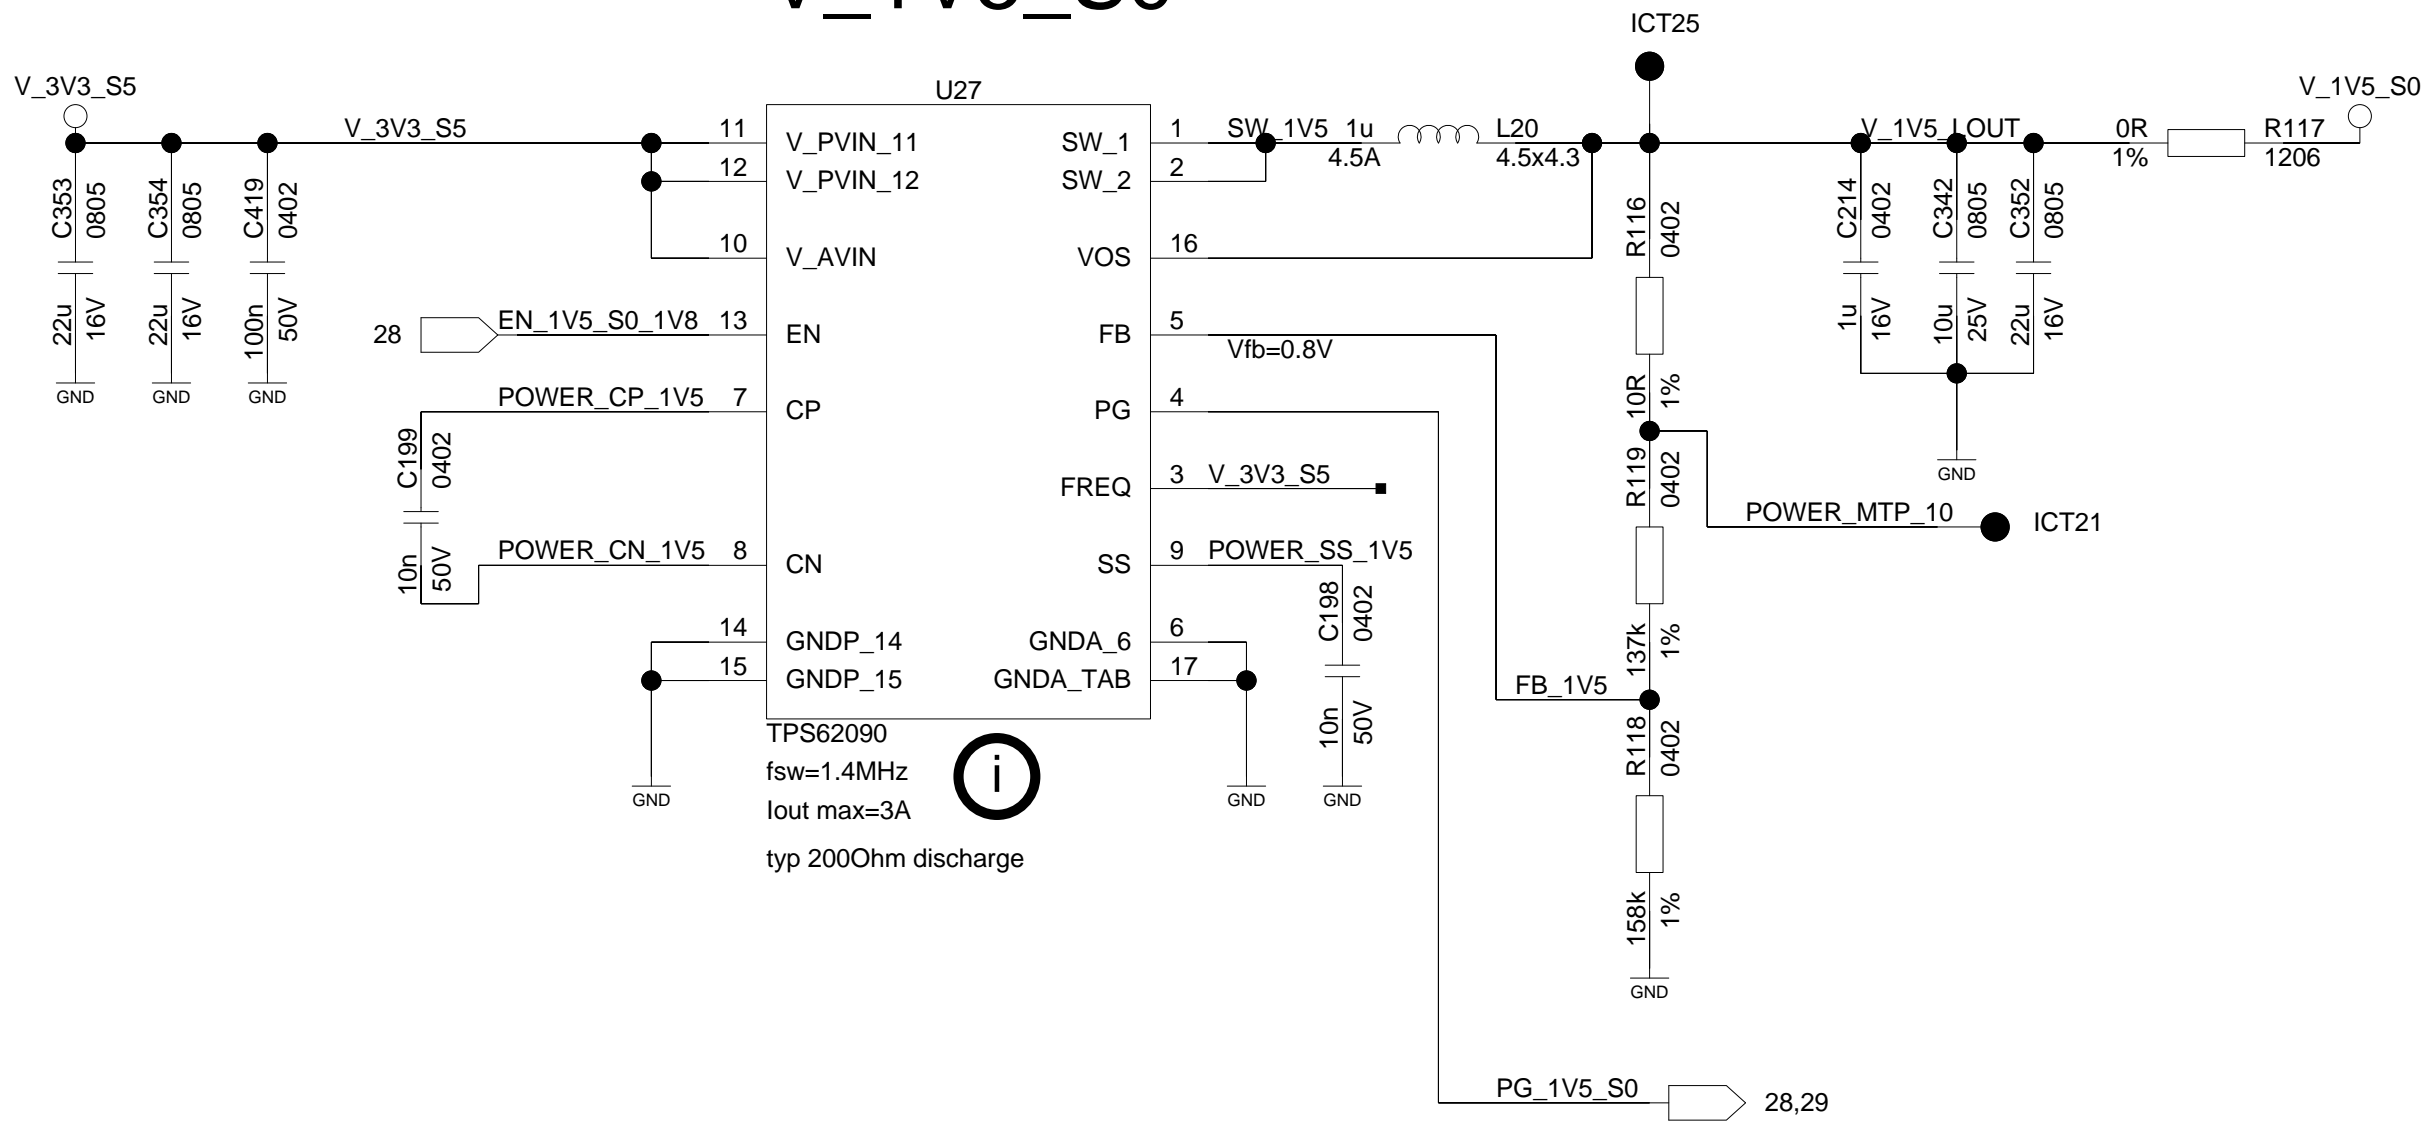 V_1V5_S0
ICT25
V_3V3_S5
U27
V_1V5_S0
V_3V3_S5
11
V_PVIN_11
SW_1
1
SW_1V5
1u
L20
V_1V5_LOUT
0R
R117
4.5A
4.5x4.3
1%
1206
12
V_PVIN_12
SW_2
2
C353
0805
C354
0805
C419
0402
R116
0402
C214
0402
C342
0805
C352
0805
10
V_AVIN
VOS
16
22u
16V
22u
16V
100n
50V
1u
16V
10u
25V
22u
16V
28
EN_1V5_S0_1V8
13
EN
FB
5
Vfb=0.8V
GND
GND
GND
10R
1%
POWER_CP_1V5
7
CP
PG
4
C199
0402
R119
0402
GND
FREQ
3
V_3V3_S5
POWER_MTP_10
ICT21
10n
50V
POWER_CN_1V5
8
CN
SS
9
POWER_SS_1V5
C198
0402
14
GNDP_14
GNDA_6
6
137k
1%
15
GNDP_15
GNDA_TAB
17
FB_1V5
10n
50V
R118
0402
TPS62090
fsw=1.4MHz
i
Iout max=3A
GND
GND
GND
typ 200Ohm discharge
158k
1%
GND
PG_1V5_S0
28,29